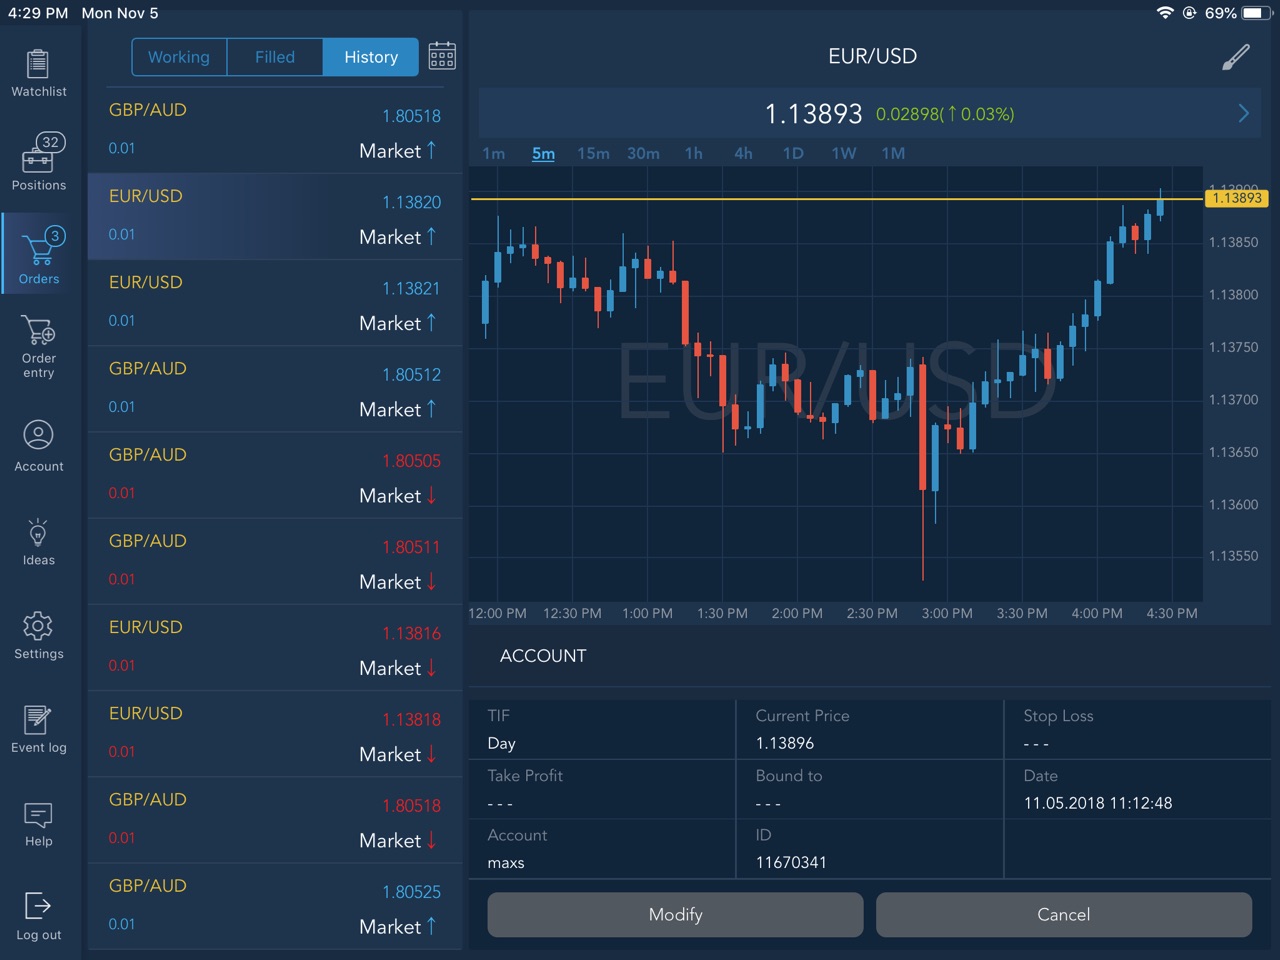 4:29 PM Mon Nov 5
69%
Watchlist
32
Positions
3
Orders
Order
entry
Account
Ideas
Settings
Event log
Help
Log out
Working Filled History
GBP/AUD 1.80518
0.01 Market ↑
EUR/USD 1.13820
0.01 Market ↑
EUR/USD 1.13821
0.01 Market ↑
GBP/AUD 1.80512
0.01 Market ↑
GBP/AUD 1.80505
0.01 Market ↓
GBP/AUD 1.80511
0.01 Market ↓
EUR/USD 1.13816
0.01 Market ↓
EUR/USD 1.13818
0.01 Market ↓
GBP/AUD 1.80518
0.01 Market ↓
GBP/AUD 1.80525
0.01 Market ↑
EUR/USD
1.13893 0.02898(↑0.03%)
1m 5m 15m 30m 1h 4h 1D 1W 1M
EUR/USD
1.13900
1.13893
1.13850
1.13800
1.13750
1.13700
1.13650
1.13600
1.13550
12:00 PM 12:30 PM 1:00 PM 1:30 PM 2:00 PM 2:30 PM 3:00 PM 3:30 PM 4:00 PM 4:30 PM
ACCOUNT
TIF Current Price Stop Loss
Day 1.13896 ---
Take Profit Bound to Date
--- --- 11.05.2018 11:12:48
Account ID
maxs 11670341
Modify Cancel